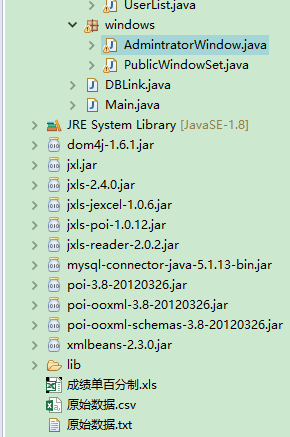 UserList.java
windows
AdmintratorWindow.java
PublicWindowSet.java
DBLink.java
Main.java
JRE System Library [JavaSE-1.8]
dom4j-1.6.1.jar
jxl.jar
jxls-2.4.0.jar
jxls-jexcel-1.0.6.jar
jxls-poi-1.0.12.jar
jxls-reader-2.0.2.jar
mysql-connector-java-5.1.13-bin.jar
poi-3.8-20120326.jar
poi-ooxml-3.8-20120326.jar
poi-ooxml-schemas-3.8-20120326.jar
xmlbeans-2.3.0.jar
lib
成绩单百分制.xls
原始数据.csv
原始数据.txt